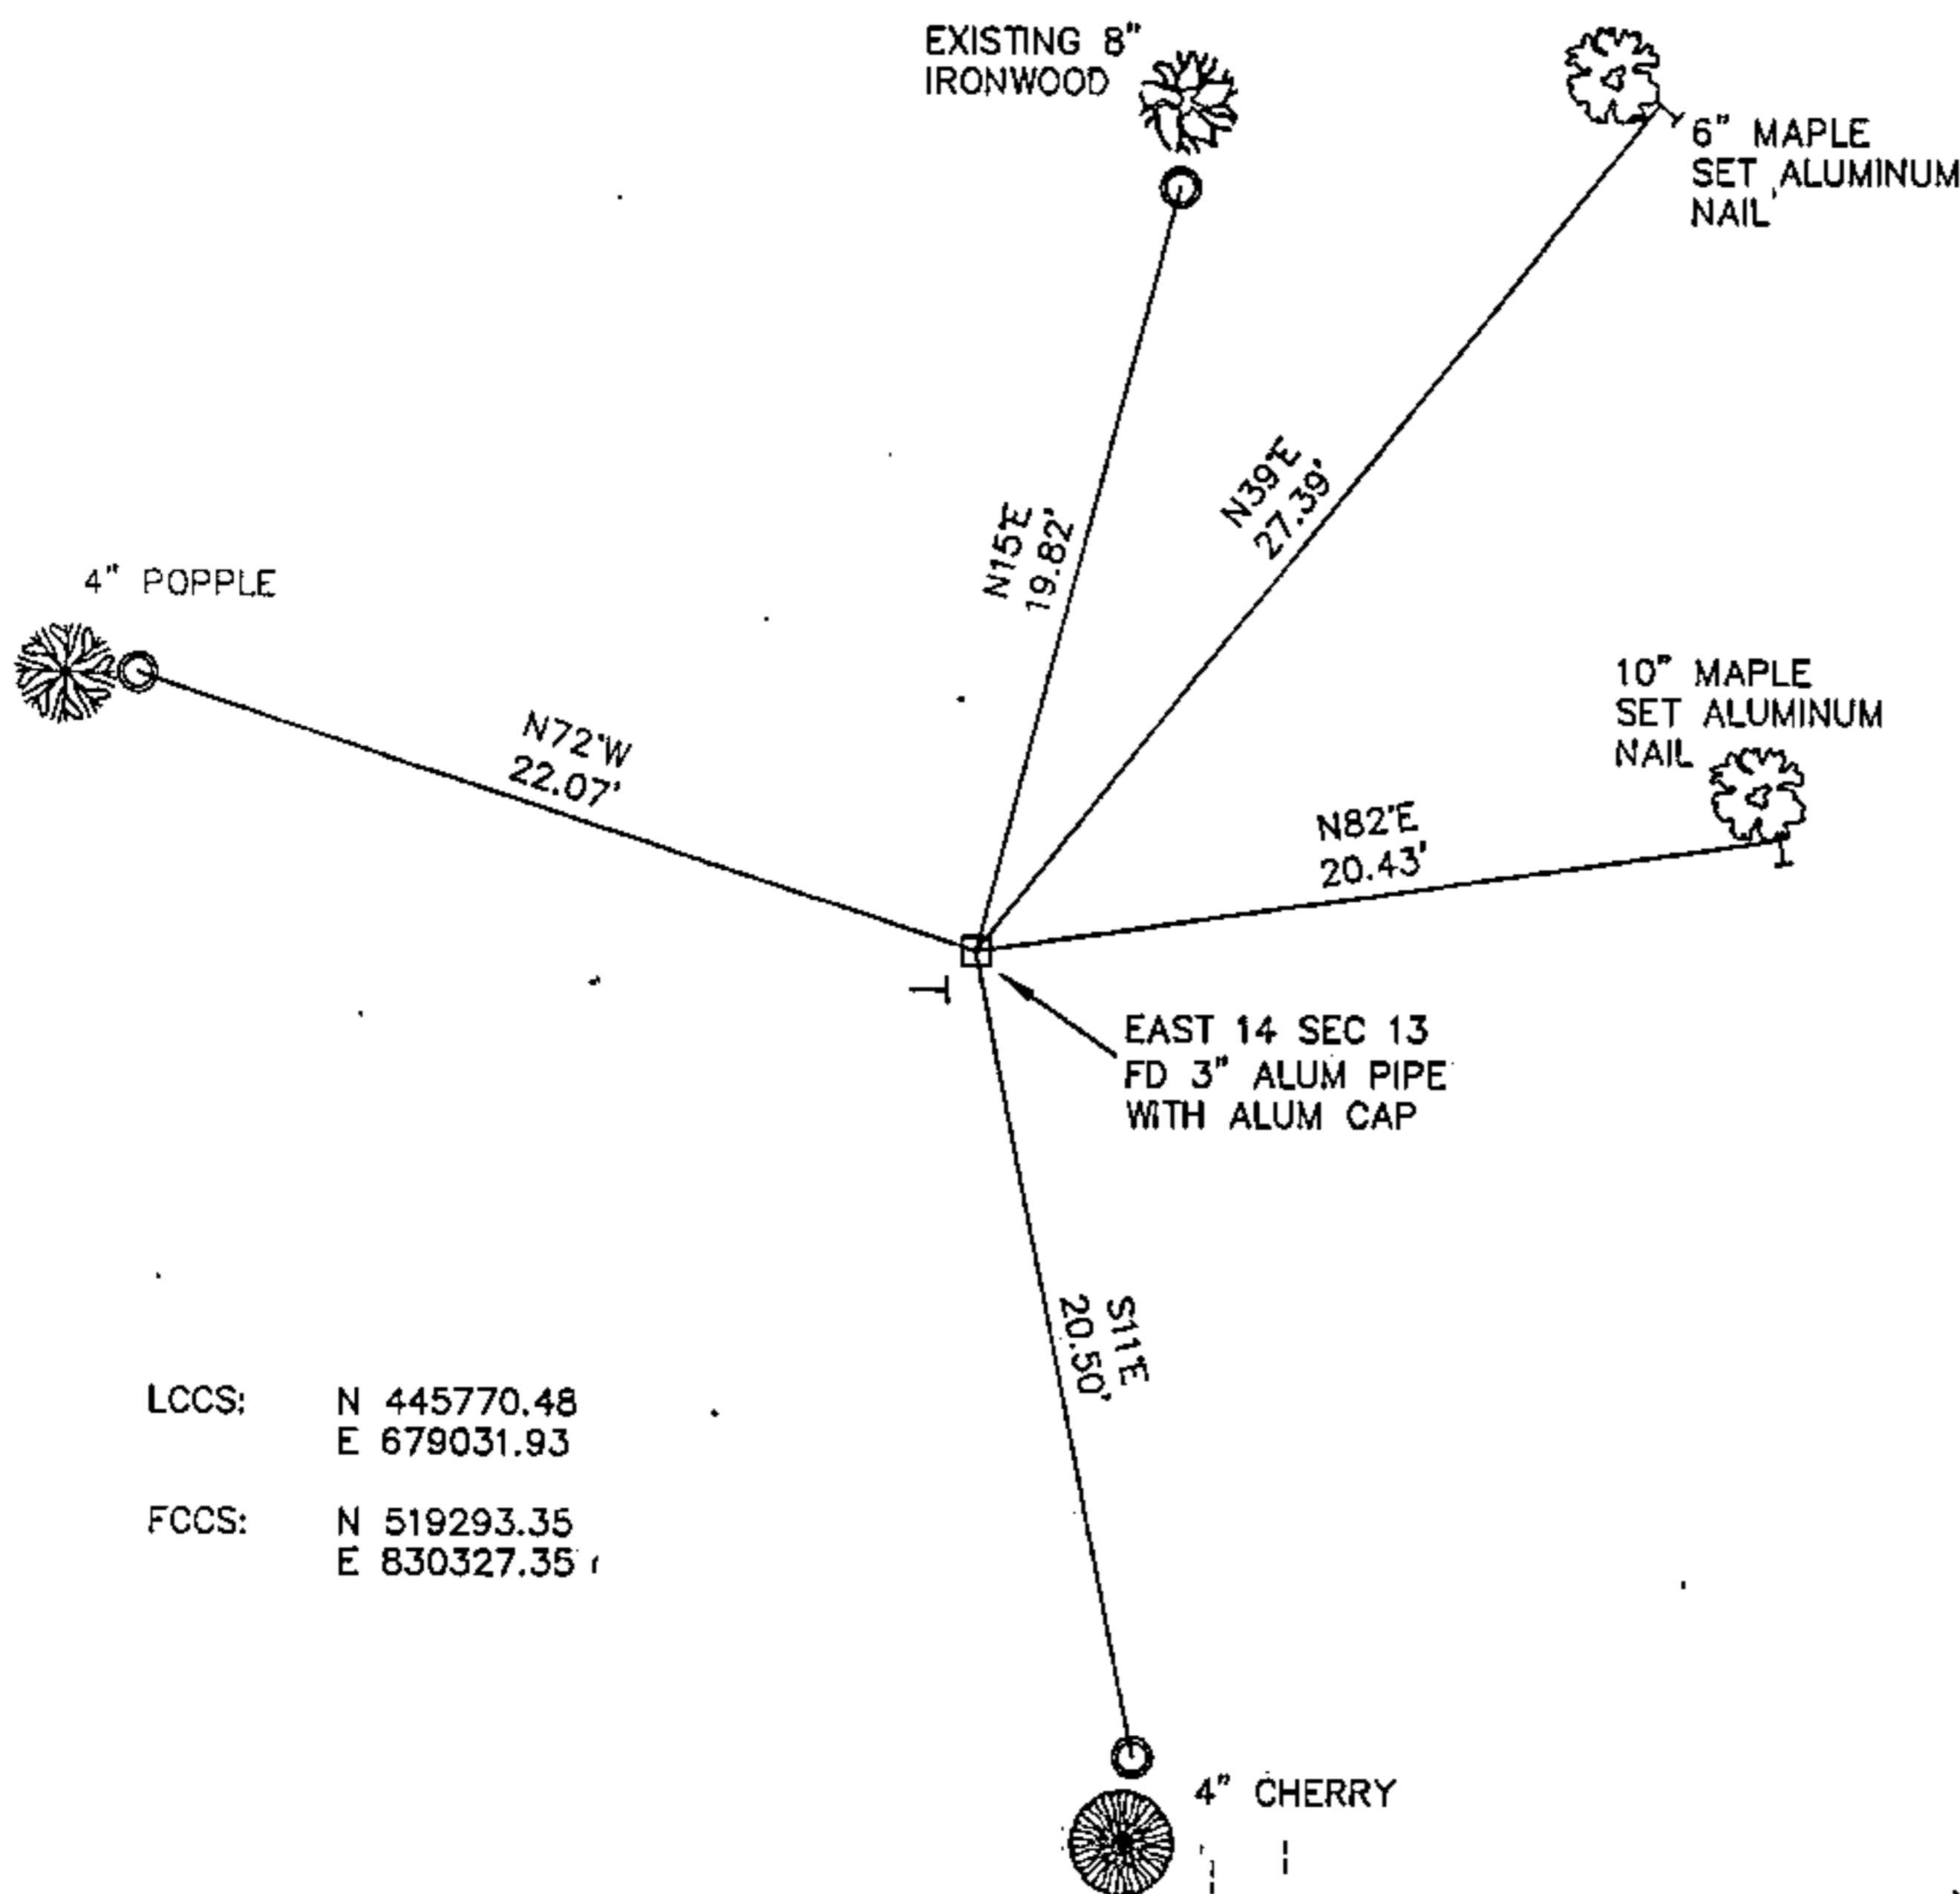 EXISTING 8"
IRONWOOD
6" MAPLE
SET ALUMINUM
NAIL
N15°E
19.82'
N39°E
27.39'
4" POPPLE
N72°W
22.07'
10" MAPLE
SET ALUMINUM
NAIL
N82°E
20.43'
EAST 14 SEC 13
FD 3" ALUM PIPE
WITH ALUM CAP
S11°E
20.50'
LCCS: N 445770.48
E 679031.93
FCCS: N 519293.35
E 830327.35
4" CHERRY